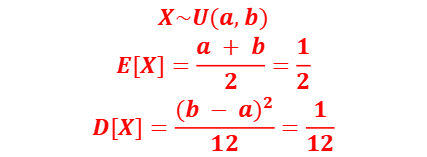 X~U(a, b)
E[X] = (a + b)/2 = 1/2
D[X] = (b − a)²/12 = 1/12